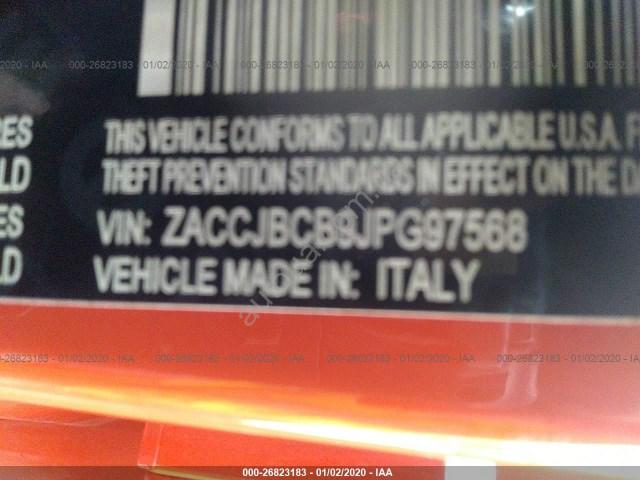 THIS VEHICLE CONFORMS TO ALL APPLICABLE U.S.A.
THEFT PREVENTION STANDARDS IN EFFECT ON THE
VIN: ZACCJBCB9JPG97568
VEHICLE MADE IN: ITALY
000-26823183 - 01/02/2020 - IAA